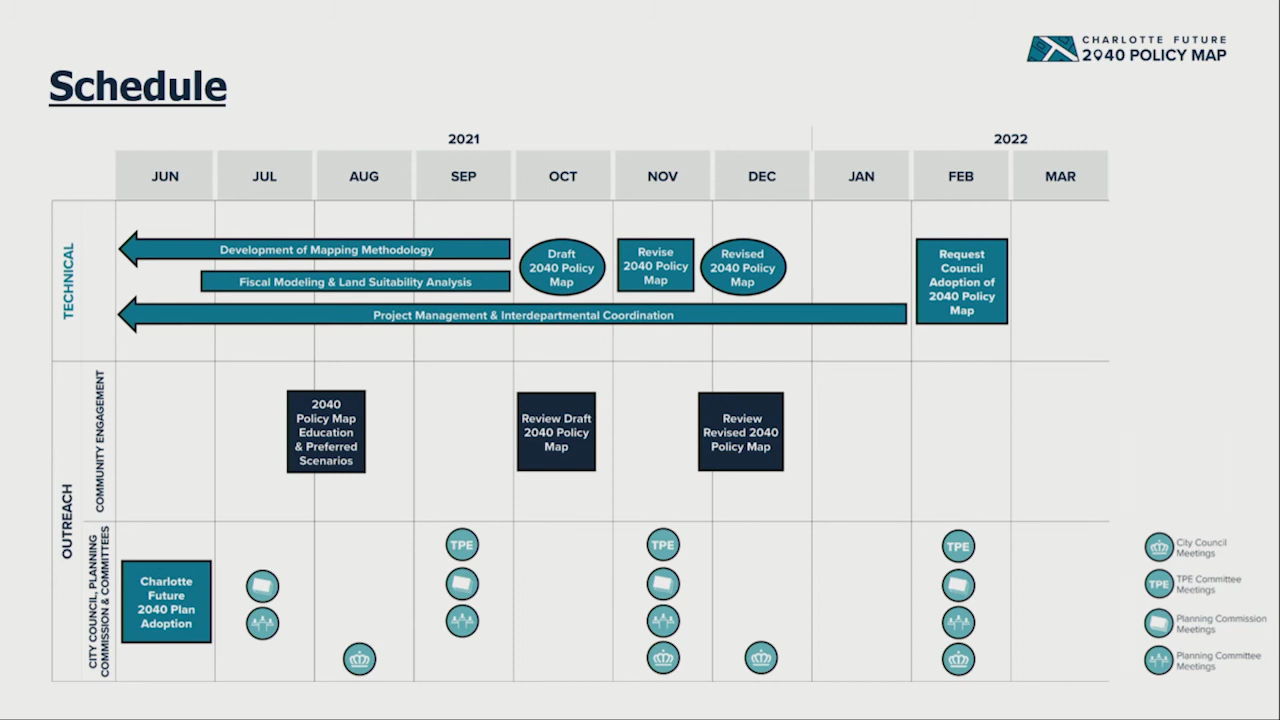 CHARLOTTE FUTURE
2040 POLICY MAP
Schedule
2021
2022
JUN
JUL
AUG
SEP
OCT
NOV
DEC
JAN
FEB
MAR
TECHNICAL
Development of Mapping Methodology
Fiscal Modeling & Land Suitability Analysis
Project Management & Interdepartmental Coordination
Draft
2040 Policy
Map
Revise
2040 Policy
Map
Revised
2040 Policy
Map
Request
Council
Adoption of
2040 Policy
Map
OUTREACH
COMMUNITY ENGAGEMENT
2040
Policy Map
Education
& Preferred
Scenarios
Review Draft
2040 Policy
Map
Review
Revised 2040
Policy Map
CITY COUNCIL, PLANNING
COMMISSION & COMMITTEES
Charlotte
Future
2040 Plan
Adoption
TPE
TPE
TPE
City Council
Meetings
TPE
TPE Committee
Meetings
Planning Commission
Meetings
Planning Committee
Meetings